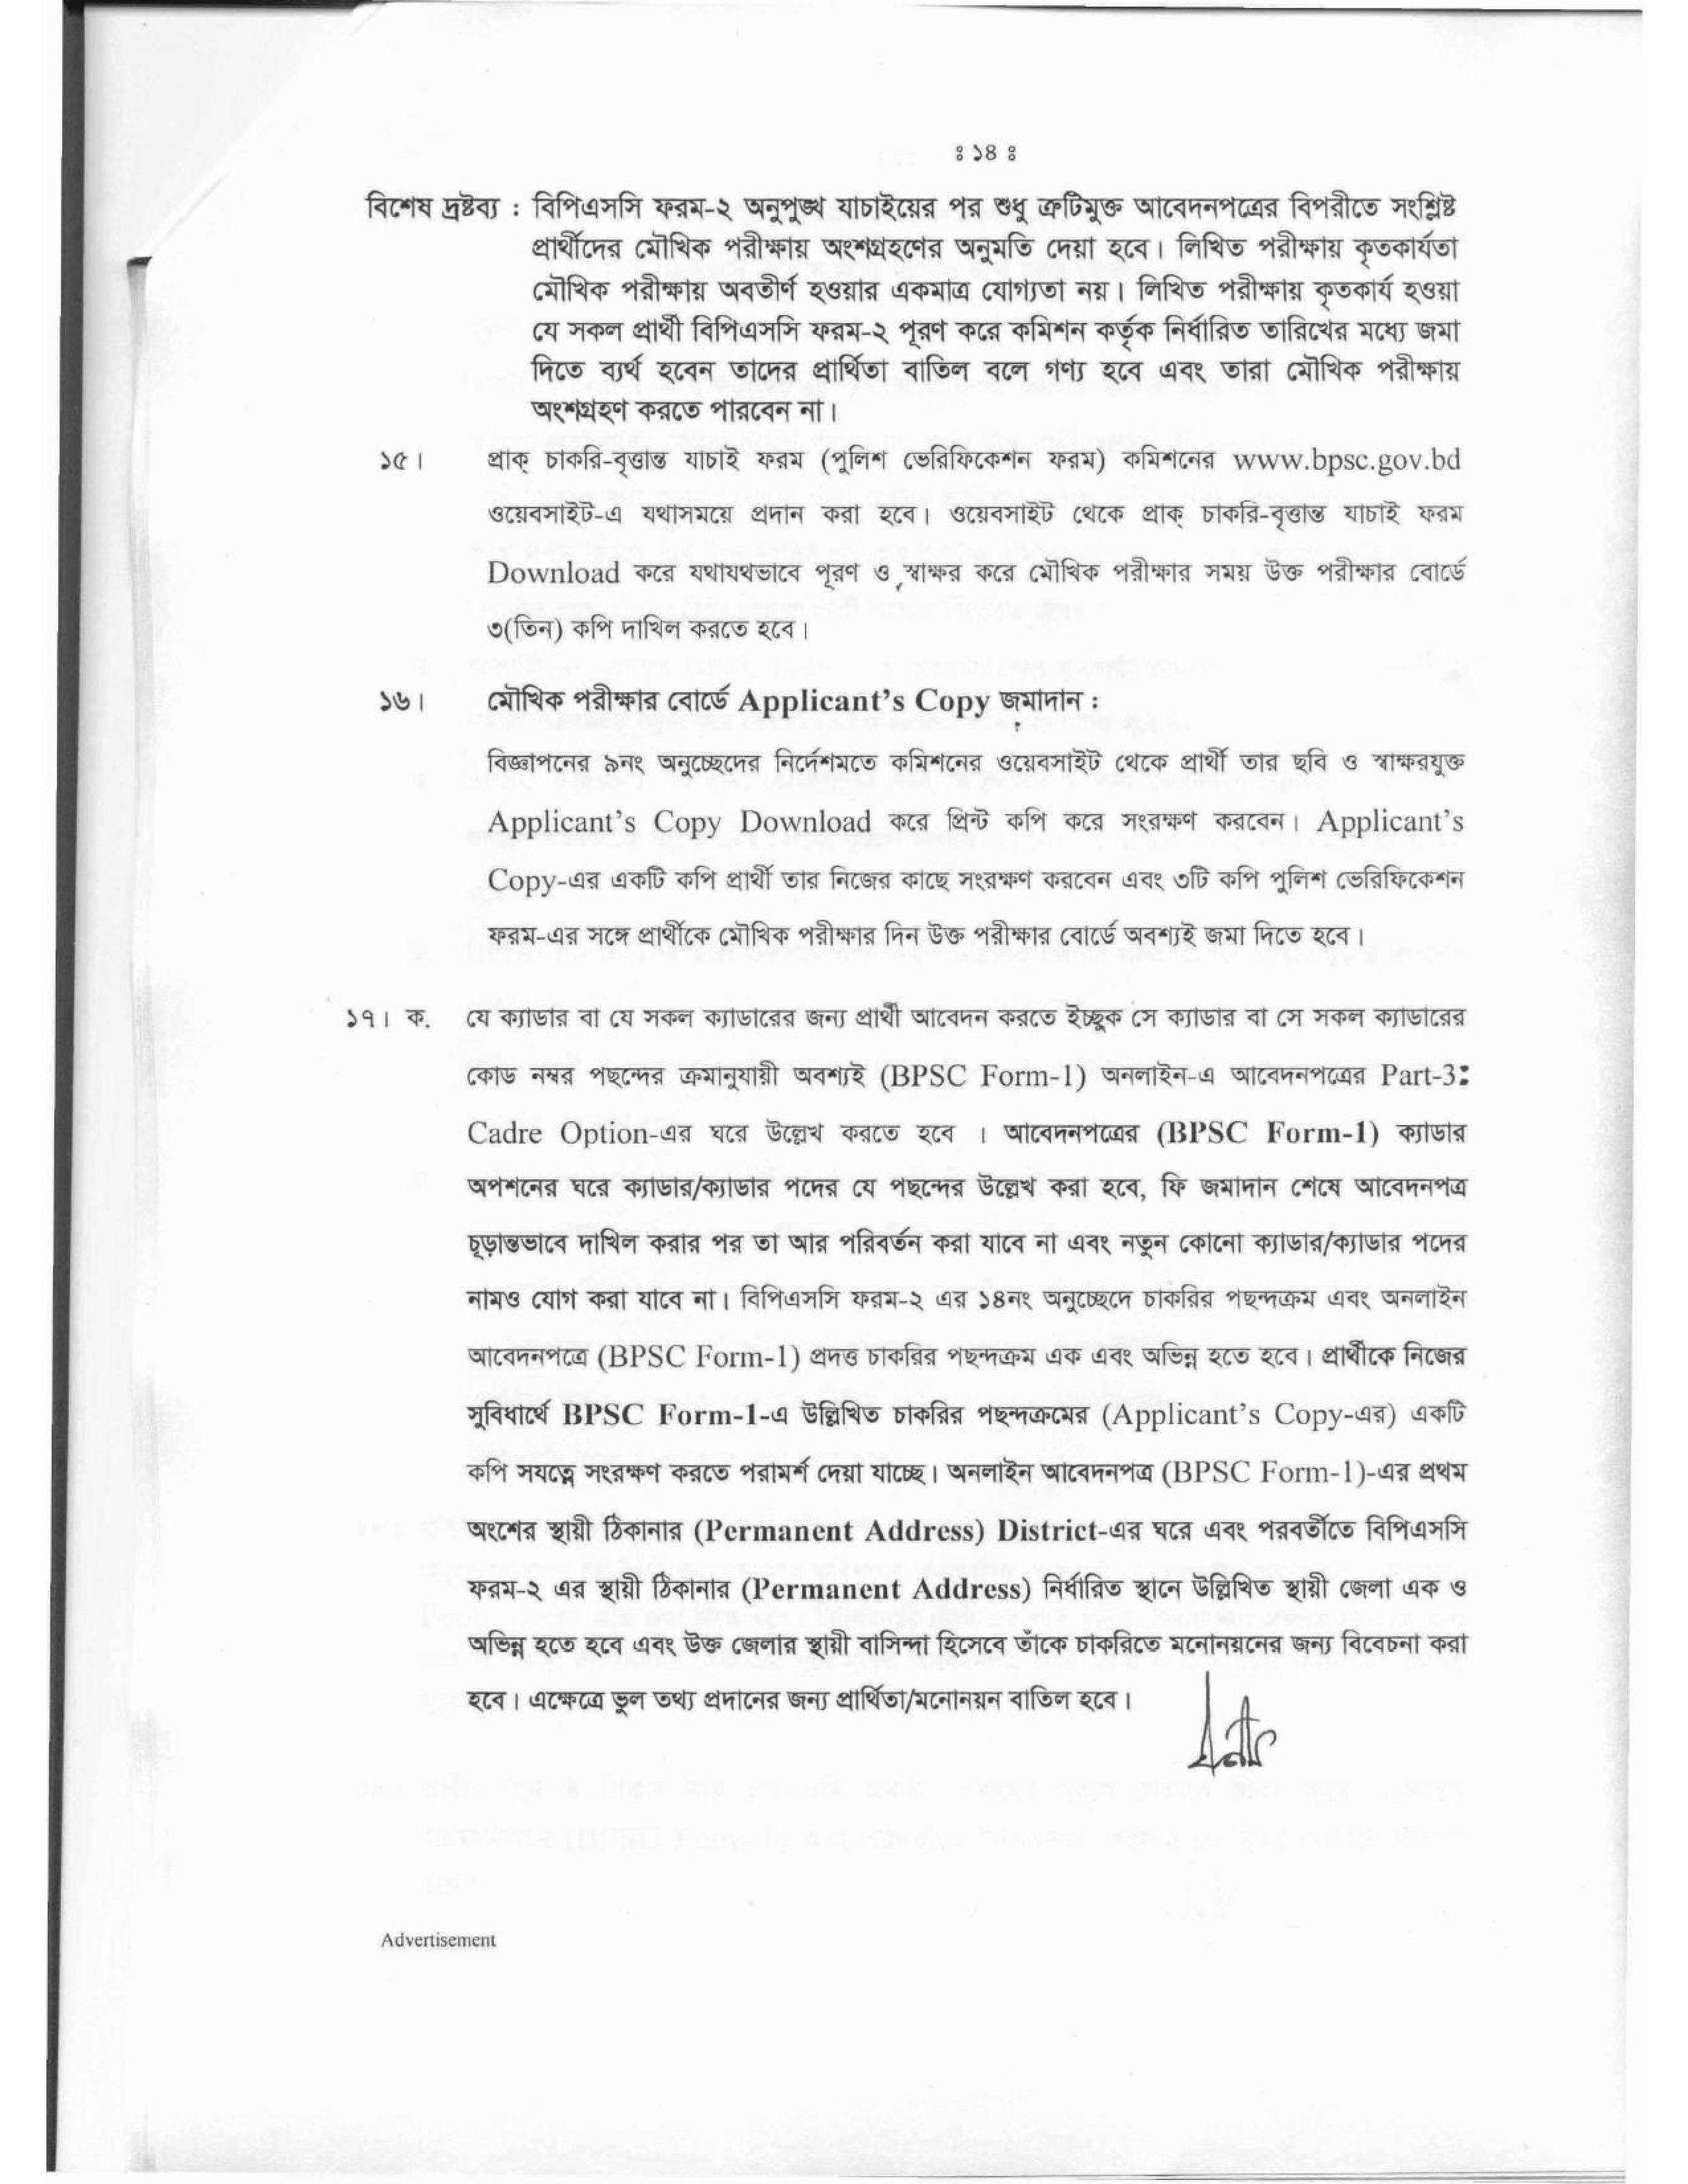 ঃ ১৪ ঃ
বিশেষ দ্রষ্টব্য : বিপিএসসি ফরম-২ অনুপুঙ্খ যাচাইয়ের পর শুধু ত্রুটিমুক্ত আবেদনপত্রের বিপরীতে সংশ্লিষ্ট
প্রার্থীদের মৌখিক পরীক্ষায় অংশগ্রহণের অনুমতি দেয়া হবে। লিখিত পরীক্ষায় কৃতকার্যতা
মৌখিক পরীক্ষায় অবতীর্ণ হওয়ার একমাত্র যোগ্যতা নয়। লিখিত পরীক্ষায় কৃতকার্য হওয়া
যে সকল প্রার্থী বিপিএসসি ফরম-২ পূরণ করে কমিশন কর্তৃক নির্ধারিত তারিখের মধ্যে জমা
দিতে ব্যর্থ হবেন তাদের প্রার্থিতা বাতিল বলে গণ্য হবে এবং তারা মৌখিক পরীক্ষায়
অংশগ্রহণ করতে পারবেন না।
১৫। প্রাক্ চাকরি-বৃত্তান্ত যাচাই ফরম (পুলিশ ভেরিফিকেশন ফরম) কমিশনের www.bpsc.gov.bd
ওয়েবসাইট-এ যথাসময়ে প্রদান করা হবে। ওয়েবসাইট থেকে প্রাক্ চাকরি-বৃত্তান্ত যাচাই ফরম
Download করে যথাযথভাবে পূরণ ও স্বাক্ষর করে মৌখিক পরীক্ষার সময় উক্ত পরীক্ষার বোর্ডে
৩(তিন) কপি দাখিল করতে হবে।
১৬। মৌখিক পরীক্ষার বোর্ডে Applicant's Copy জমাদান :
বিজ্ঞাপনের ৯নং অনুচ্ছেদের নির্দেশমতে কমিশনের ওয়েবসাইট থেকে প্রার্থী তার ছবি ও স্বাক্ষরযুক্ত
Applicant's Copy Download করে প্রিন্ট কপি করে সংরক্ষণ করবেন। Applicant's
Copy-এর একটি কপি প্রার্থী তার নিজের কাছে সংরক্ষণ করবেন এবং ৩টি কপি পুলিশ ভেরিফিকেশন
ফরম-এর সঙ্গে প্রার্থীকে মৌখিক পরীক্ষার দিন উক্ত পরীক্ষার বোর্ডে অবশ্যই জমা দিতে হবে।
১৭। ক. যে ক্যাডার বা যে সকল ক্যাডারের জন্য প্রার্থী আবেদন করতে ইচ্ছুক সে ক্যাডার বা সে সকল ক্যাডারের
কোড নম্বর পছন্দের ক্রমানুযায়ী অবশ্যই (BPSC Form-1) অনলাইন-এ আবেদনপত্রের Part-3:
Cadre Option-এর ঘরে উল্লেখ করতে হবে । আবেদনপত্রের (BPSC Form-1) ক্যাডার
অপশনের ঘরে ক্যাডার/ক্যাডার পদের যে পছন্দের উল্লেখ করা হবে, ফি জমাদান শেষে আবেদনপত্র
চূড়ান্তভাবে দাখিল করার পর তা আর পরিবর্তন করা যাবে না এবং নতুন কোনো ক্যাডার/ক্যাডার পদের
নামও যোগ করা যাবে না। বিপিএসসি ফরম-২ এর ১৪নং অনুচ্ছেদে চাকরির পছন্দক্রম এবং অনলাইন
আবেদনপত্রে (BPSC Form-1) প্রদত্ত চাকরির পছন্দক্রম এক এবং অভিন্ন হতে হবে। প্রার্থীকে নিজের
সুবিধার্থে BPSC Form-1-এ উল্লিখিত চাকরির পছন্দক্রমের (Applicant's Copy-এর) একটি
কপি সযত্নে সংরক্ষণ করতে পরামর্শ দেয়া যাচ্ছে। অনলাইন আবেদনপত্র (BPSC Form-1)-এর প্রথম
অংশের স্থায়ী ঠিকানার (Permanent Address) District-এর ঘরে এবং পরবর্তীতে বিপিএসসি
ফরম-২ এর স্থায়ী ঠিকানার (Permanent Address) নির্ধারিত স্থানে উল্লিখিত স্থায়ী জেলা এক ও
অভিন্ন হতে হবে এবং উক্ত জেলার স্থায়ী বাসিন্দা হিসেবে তাঁকে চাকরিতে মনোনয়নের জন্য বিবেচনা করা
হবে। এক্ষেত্রে ভুল তথ্য প্রদানের জন্য প্রার্থিতা/মনোনয়ন বাতিল হবে।
Advertisement